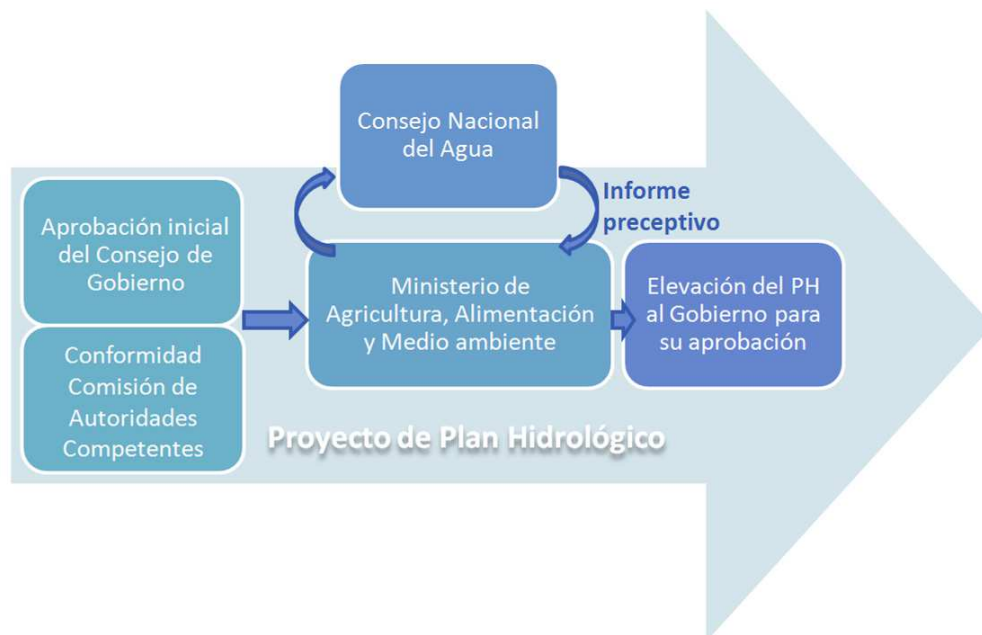 Consejo Nacional
del Agua
Informe
preceptivo
Aprobación inicial
del Consejo de
Gobierno
Conformidad
Comisión de
Autoridades
Competentes
Ministerio de
Agricultura, Alimentación
y Medio ambiente
Elevación del PH
al Gobierno para
su aprobación
Proyecto de Plan Hidrológico